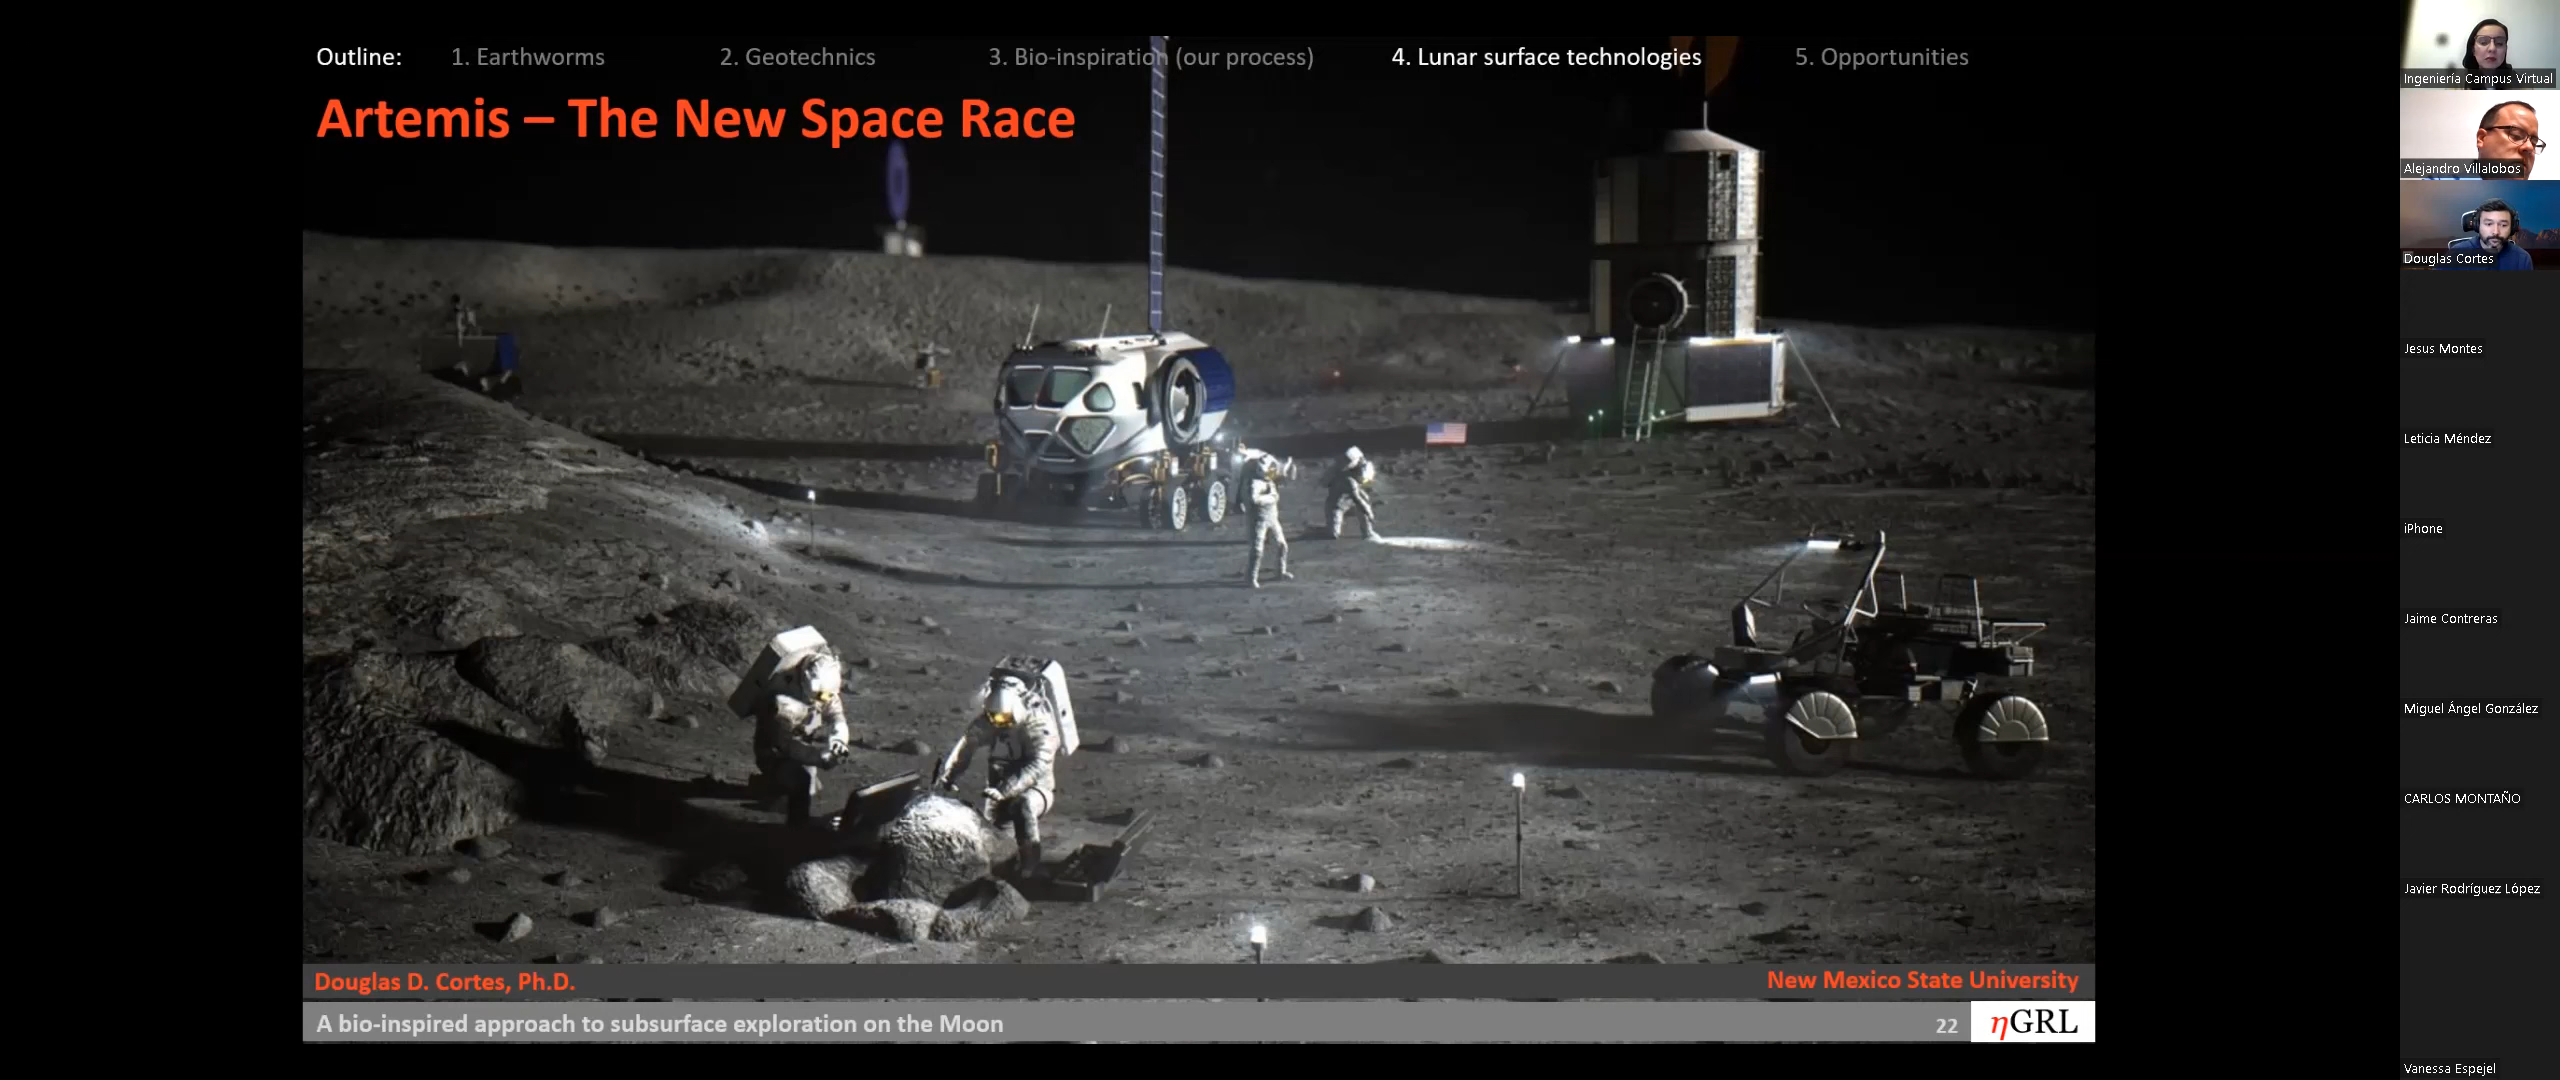 Outline: 1. Earthworms 2. Geotechnics 3. Bio-inspiration (our process) 4. Lunar surface technologies 5. Opportunities
Artemis – The New Space Race
Douglas D. Cortes, Ph.D. New Mexico State University
A bio-inspired approach to subsurface exploration on the Moon 22 ηGRL
Ingeniería Campus Virtual
Alejandro Villalobos
Douglas Cortes
Jesus Montes
Leticia Méndez
iPhone
Jaime Contreras
Miguel Ángel González
CARLOS MONTAÑO
Javier Rodríguez López
Vanessa Espejel